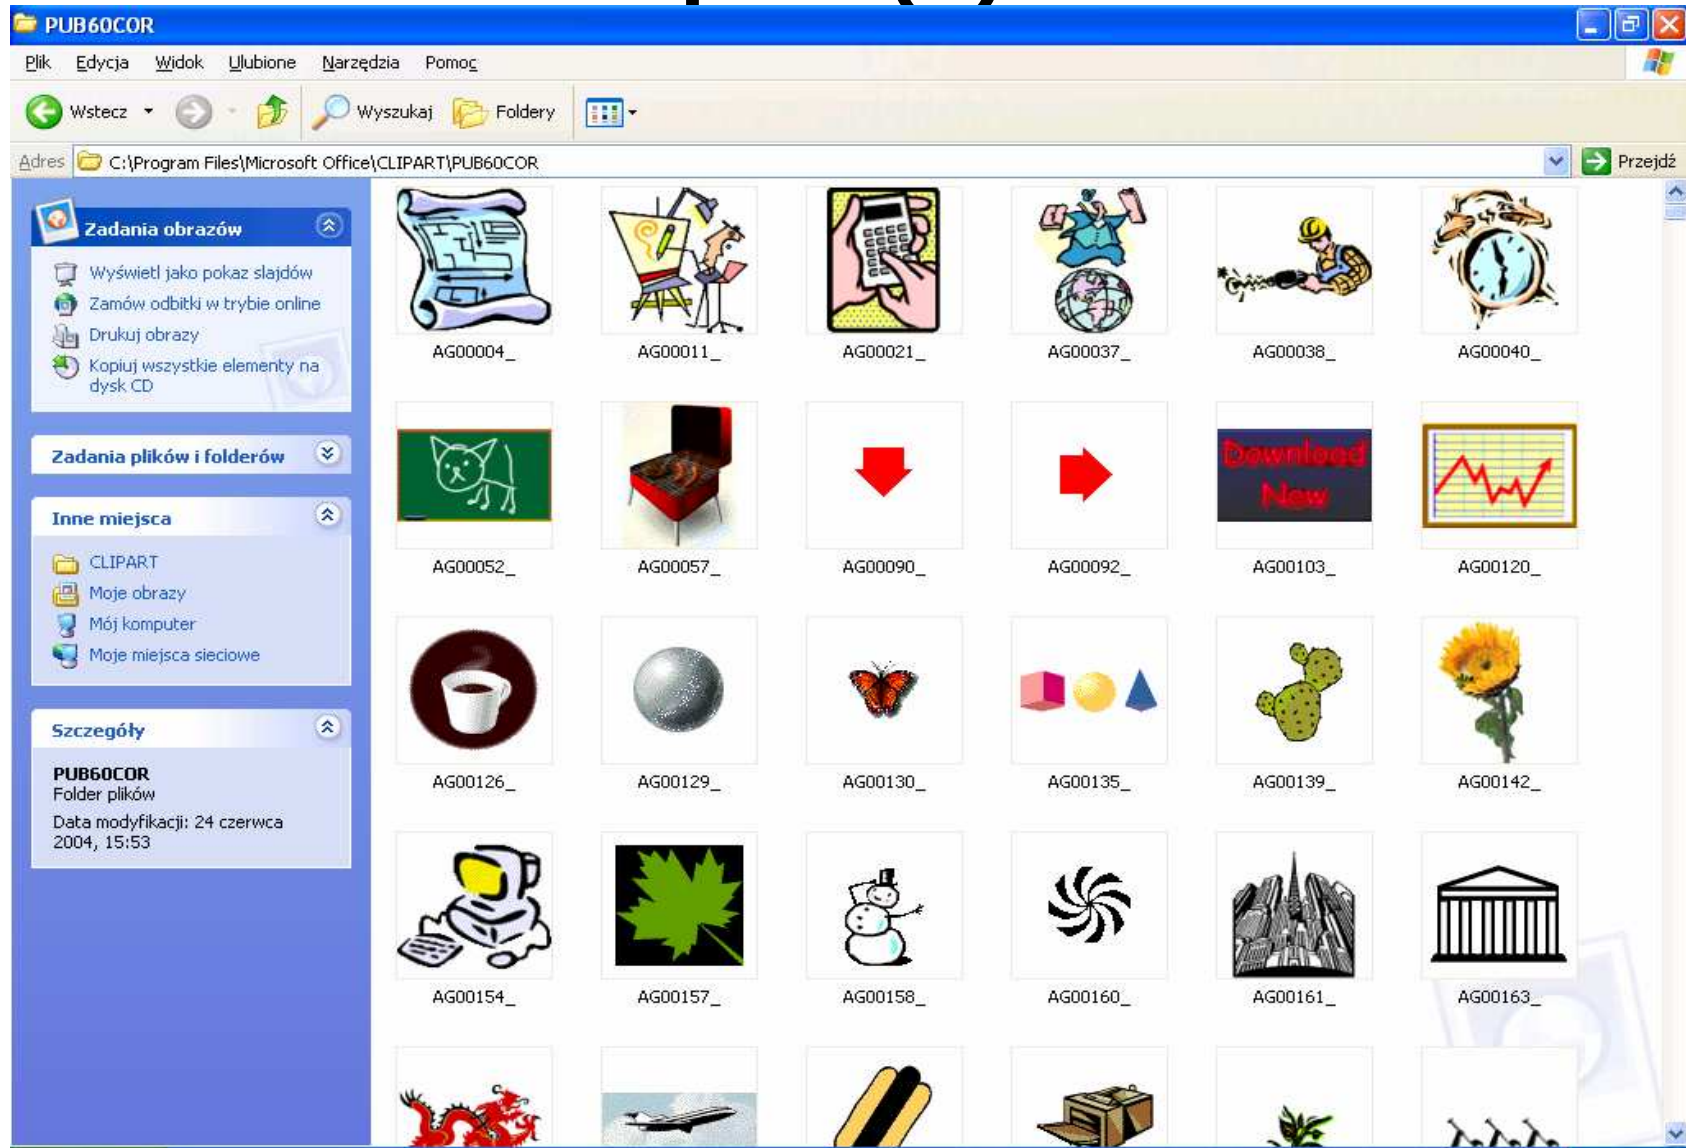 PUB60COR
Plik Edycja Widok Ulubione Narzędzia Pomoc
Wstecz Wyszukaj Foldery
Adres C:\Program Files\Microsoft Office\CLIPART\PUB60COR Przejdź
Zadania obrazów
Wyświetl jako pokaz slajdów
Zamów odbitki w trybie online
Drukuj obrazy
Kopiuj wszystkie elementy na
dysk CD
Zadania plików i folderów
Inne miejsca
CLIPART
Moje obrazy
Mój komputer
Moje miejsca sieciowe
Szczegóły
PUB60COR
Folder plików
Data modyfikacji: 24 czerwca
2004, 15:53
AG00004_ AG00011_ AG00021_ AG00037_ AG00038_ AG00040_
Download
Now
AG00052_ AG00057_ AG00090_ AG00092_ AG00103_ AG00120_
AG00126_ AG00129_ AG00130_ AG00135_ AG00139_ AG00142_
AG00154_ AG00157_ AG00158_ AG00160_ AG00161_ AG00163_